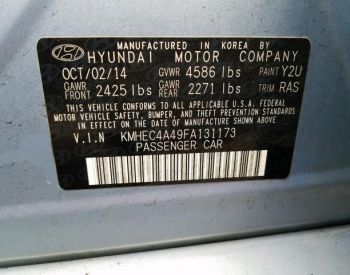 MANUFACTURED IN KOREA BY
HYUNDAI MOTOR COMPANY
OCT/02/14 GVWR 4586 lbs PAINT Y2U
GAWR FRONT 2425 lbs GAWR REAR 2271 lbs TRIM RAS
THIS VEHICLE CONFORMS TO ALL APPLICABLE U.S. FEDERAL
MOTOR VEHICLE SAFETY, BUMPER, AND THEFT PREVENTION
STANDARDS IN EFFECT ON THE DATE OF MANUFACTURE SHOWN ABOVE.
V.I.N KMHEC4A49FA131173
PASSENGER CAR